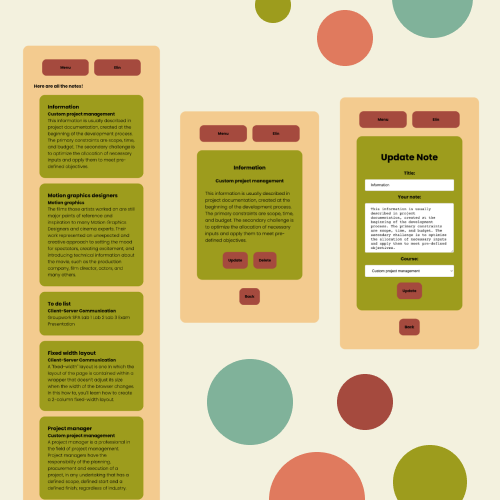 Menu
Ellis
Here are all the notes!
Information
Custom project management
This information is usually described in
project documentation, created at the
beginning of the development process.
The primary constraints are scope, time,
and budget. The secondary challenge is
to optimize the allocation of necessary
inputs and apply them to meet pre-
defined objectives.
Motion graphics designers
Motion graphics
The films those artists worked on are still
major points of reference and
inspiration to many Motion Graphic
Designers and cinema experts. Their
work represented an unexpected and
creative approach to setting the mood
for spectators, creating excitement, and
introducing technical information about
the movie, such as the production
company, film director, actors, and
many others.
To do list
Client-Server Communication
Groupwork SPA Lab 1 Lab 2 Lab 3 Exam
Presentation
Fixed width layout
Client-Server Communication
A "fixed-width" layout is one in which the
layout of the page is contained within a
wrapper that doesn't adjust its size
when the width of the browser changes.
In this how to, you'll learn how to create
a 2-column fixed-width layout.
Project manager
Custom project management
A project manager is a professional in
the field of project management.
Project managers have the
responsibility of the planning,
procurement and execution of a
project, in any undertaking that has a
defined scope, defined start and a
defined finish; regardless of industry.
Menu
Information
Custom project management
This information is usually described in
project documentation, created at the
beginning of the development process.
The primary constraints are scope, time,
and budget. The secondary challenge is
to optimize the allocation of necessary
inputs and apply them to meet pre-
defined objectives.
Update
Delete
Back
Menu
Update Note
Title:
Information
Your note:
This information is usually
described in project
documentation, created at the
beginning of the development
process. The primary constraints
are scope, time, and budget. The
secondary challenge is to optimize
the allocation of necessary inputs
and apply them to meet pre-defined
objectives.
Course:
Custom project management
Update
Back